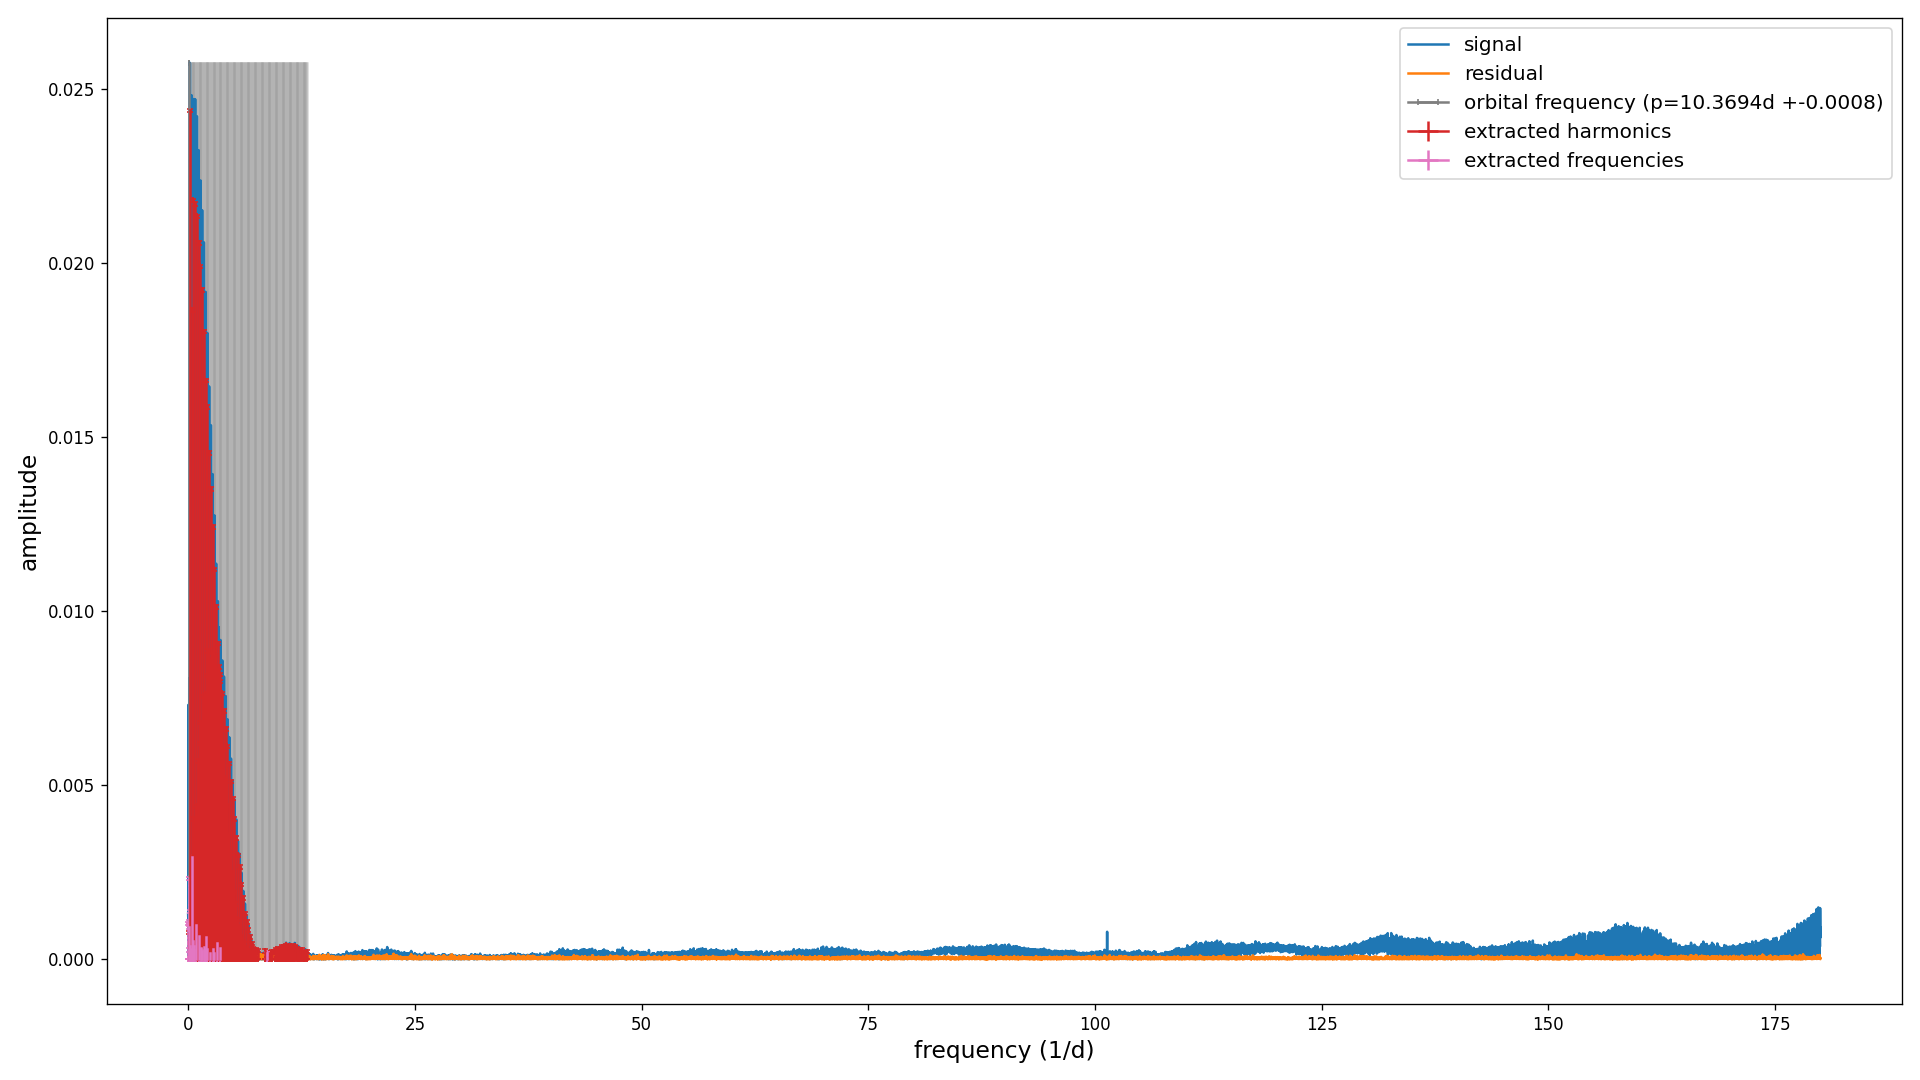 signal
residual
orbital frequency (p=10.3694d +-0.0008)
extracted harmonics
extracted frequencies
amplitude
0.025
0.020
0.015
0.010
0.005
0.000
0 25 50 75 100 125 150 175
frequency (1/d)